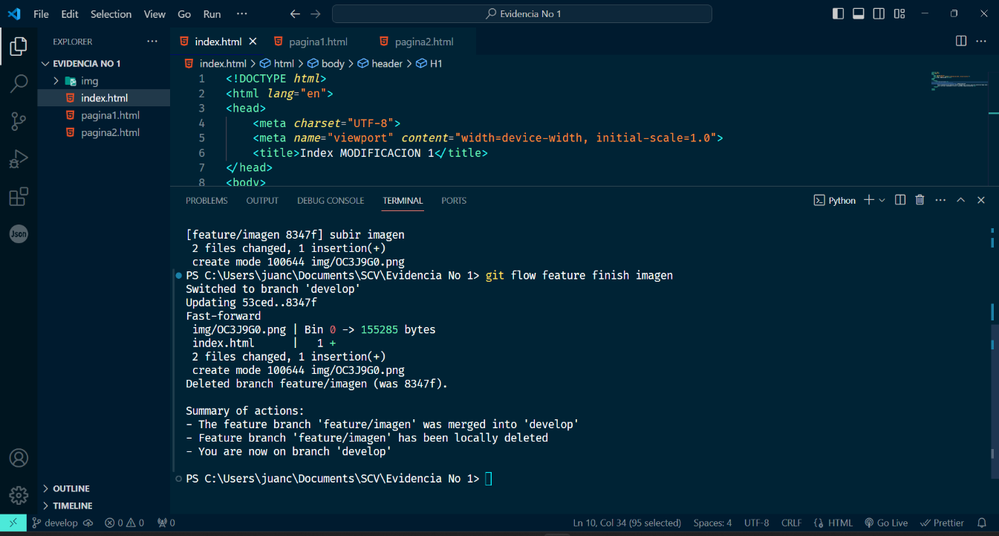 File Edit Selection View Go Run ··· Evidencia No 1
EXPLORER ···
EVIDENCIA NO 1
img
index.html
pagina1.html
pagina2.html
OUTLINE
TIMELINE
index.html pagina1.html pagina2.html ···
index.html > html > body > header > H1
1 <!DOCTYPE html>
2 <html lang="en">
3 <head>
4 <meta charset="UTF-8">
5 <meta name="viewport" content="width=device-width, initial-scale=1.0">
6 <title>Index MODIFICACION 1</title>
7 </head>
8 <body>
PROBLEMS OUTPUT DEBUG CONSOLE TERMINAL PORTS Python ···
[feature/imagen 8347f] subir imagen
2 files changed, 1 insertion(+)
create mode 100644 img/OC3J9G0.png
PS C:\Users\juanc\Documents\SCV\Evidencia No 1> git flow feature finish imagen
Switched to branch 'develop'
Updating 53ced..8347f
Fast-forward
img/OC3J9G0.png | Bin 0 -> 155285 bytes
index.html | 1 +
2 files changed, 1 insertion(+)
create mode 100644 img/OC3J9G0.png
Deleted branch feature/imagen (was 8347f).
Summary of actions:
- The feature branch 'feature/imagen' was merged into 'develop'
- Feature branch 'feature/imagen' has been locally deleted
- You are now on branch 'develop'
PS C:\Users\juanc\Documents\SCV\Evidencia No 1>
Json
develop 0 0 0 Ln 10, Col 34 (95 selected) Spaces: 4 UTF-8 CRLF HTML Go Live Prettier